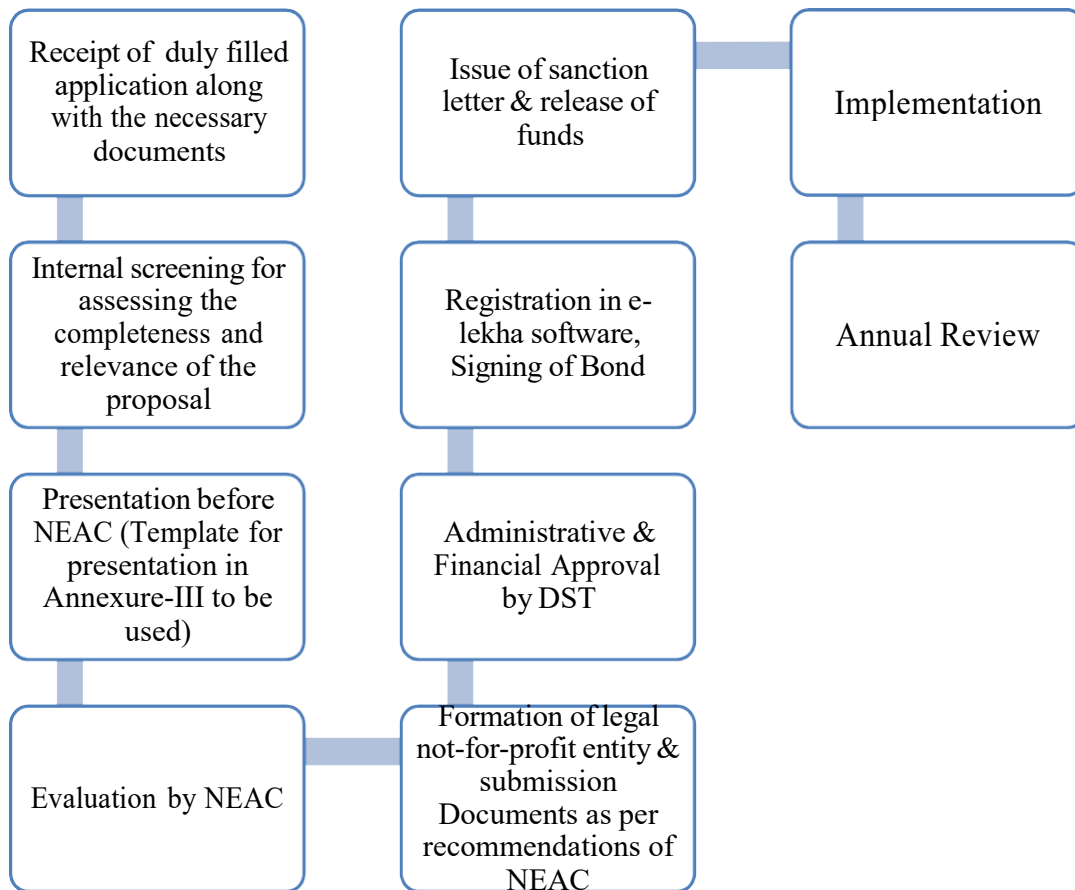 Receipt of duly filled
application along
with the necessary
documents
Internal screening for
assessing the
completeness and
relevance of the
proposal
Presentation before
NEAC (Template for
presentation in
Annexure-III to be
used)
Evaluation by NEAC
Formation of legal
not-for-profit entity &
submission
Documents as per
recommendations of
NEAC
Administrative &
Financial Approval
by DST
Registration in e-
lekha software,
Signing of Bond
Issue of sanction
letter & release of
funds
Implementation
Annual Review